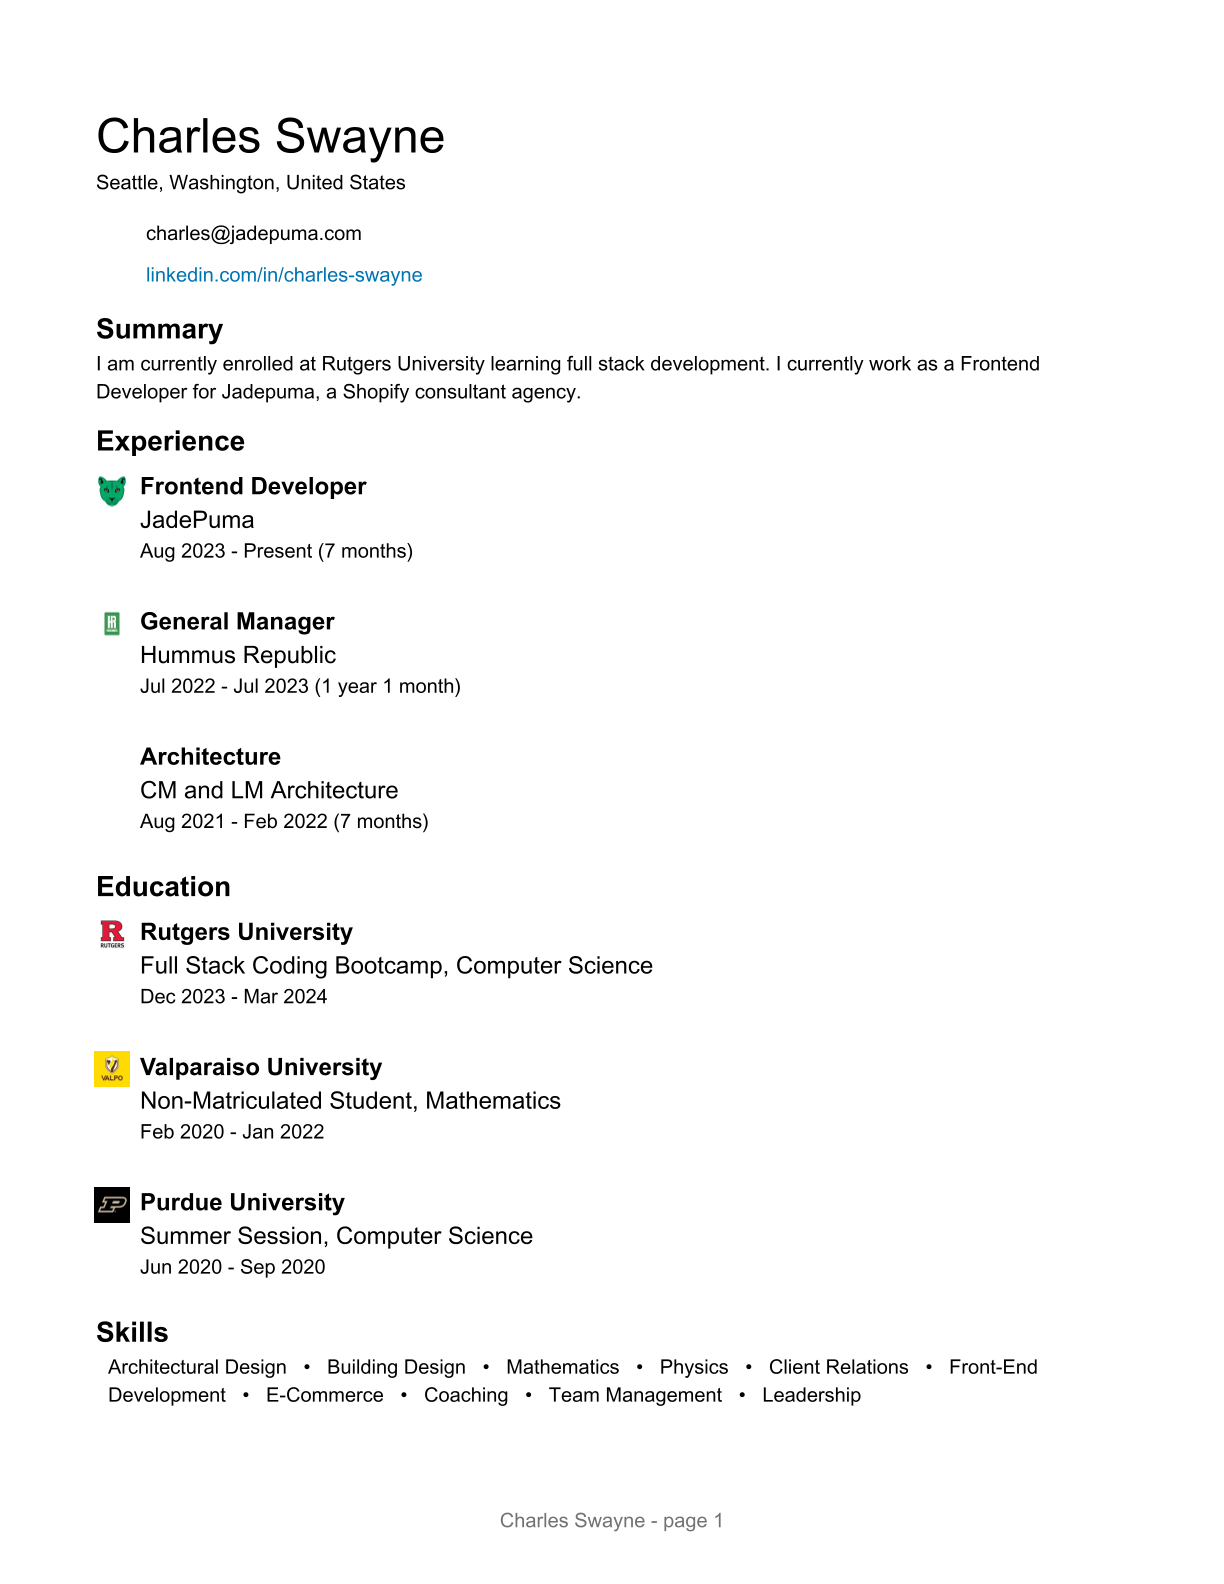 Charles Swayne
Seattle, Washington, United States
charles@jadepuma.com
linkedin.com/in/charles-swayne
Summary
I am currently enrolled at Rutgers University learning full stack development. I currently work as a Frontend
Developer for Jadepuma, a Shopify consultant agency.
Experience
Frontend Developer
JadePuma
Aug 2023 - Present (7 months)
HR
General Manager
Hummus Republic
Jul 2022 - Jul 2023 (1 year 1 month)
Architecture
CM and LM Architecture
Aug 2021 - Feb 2022 (7 months)
Education
R
RUTGERS
Rutgers University
Full Stack Coding Bootcamp, Computer Science
Dec 2023 - Mar 2024
VALPO
Valparaiso University
Non-Matriculated Student, Mathematics
Feb 2020 - Jan 2022
P
Purdue University
Summer Session, Computer Science
Jun 2020 - Sep 2020
Skills
Architectural Design • Building Design • Mathematics • Physics • Client Relations • Front-End
Development • E-Commerce • Coaching • Team Management • Leadership
Charles Swayne - page 1